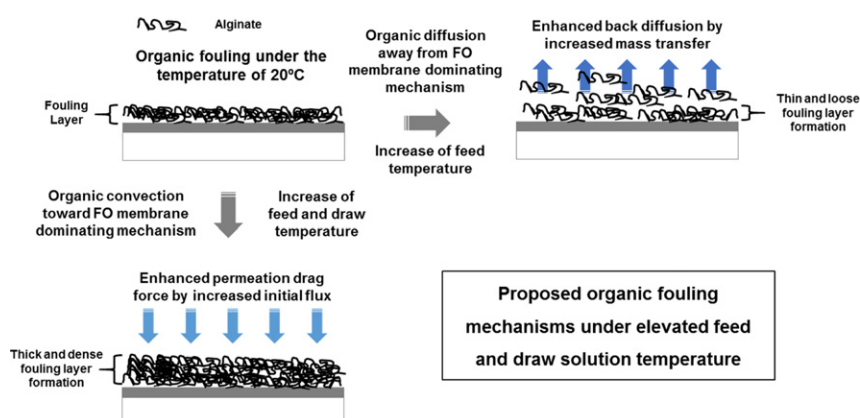 Alginate
Organic fouling under the
temperature of 20ºC
Fouling
Layer
Organic diffusion
away from FO
membrane dominating
mechanism
Increase of feed
temperature
Enhanced back diffusion by
increased mass transfer
Thin and loose
fouling layer
formation
Organic convection
toward FO membrane
dominating mechanism
Increase of
feed and draw
temperature
Enhanced permeation drag
force by increased initial flux
Thick and dense
fouling layer
formation
Proposed organic fouling
mechanisms under elevated feed
and draw solution temperature